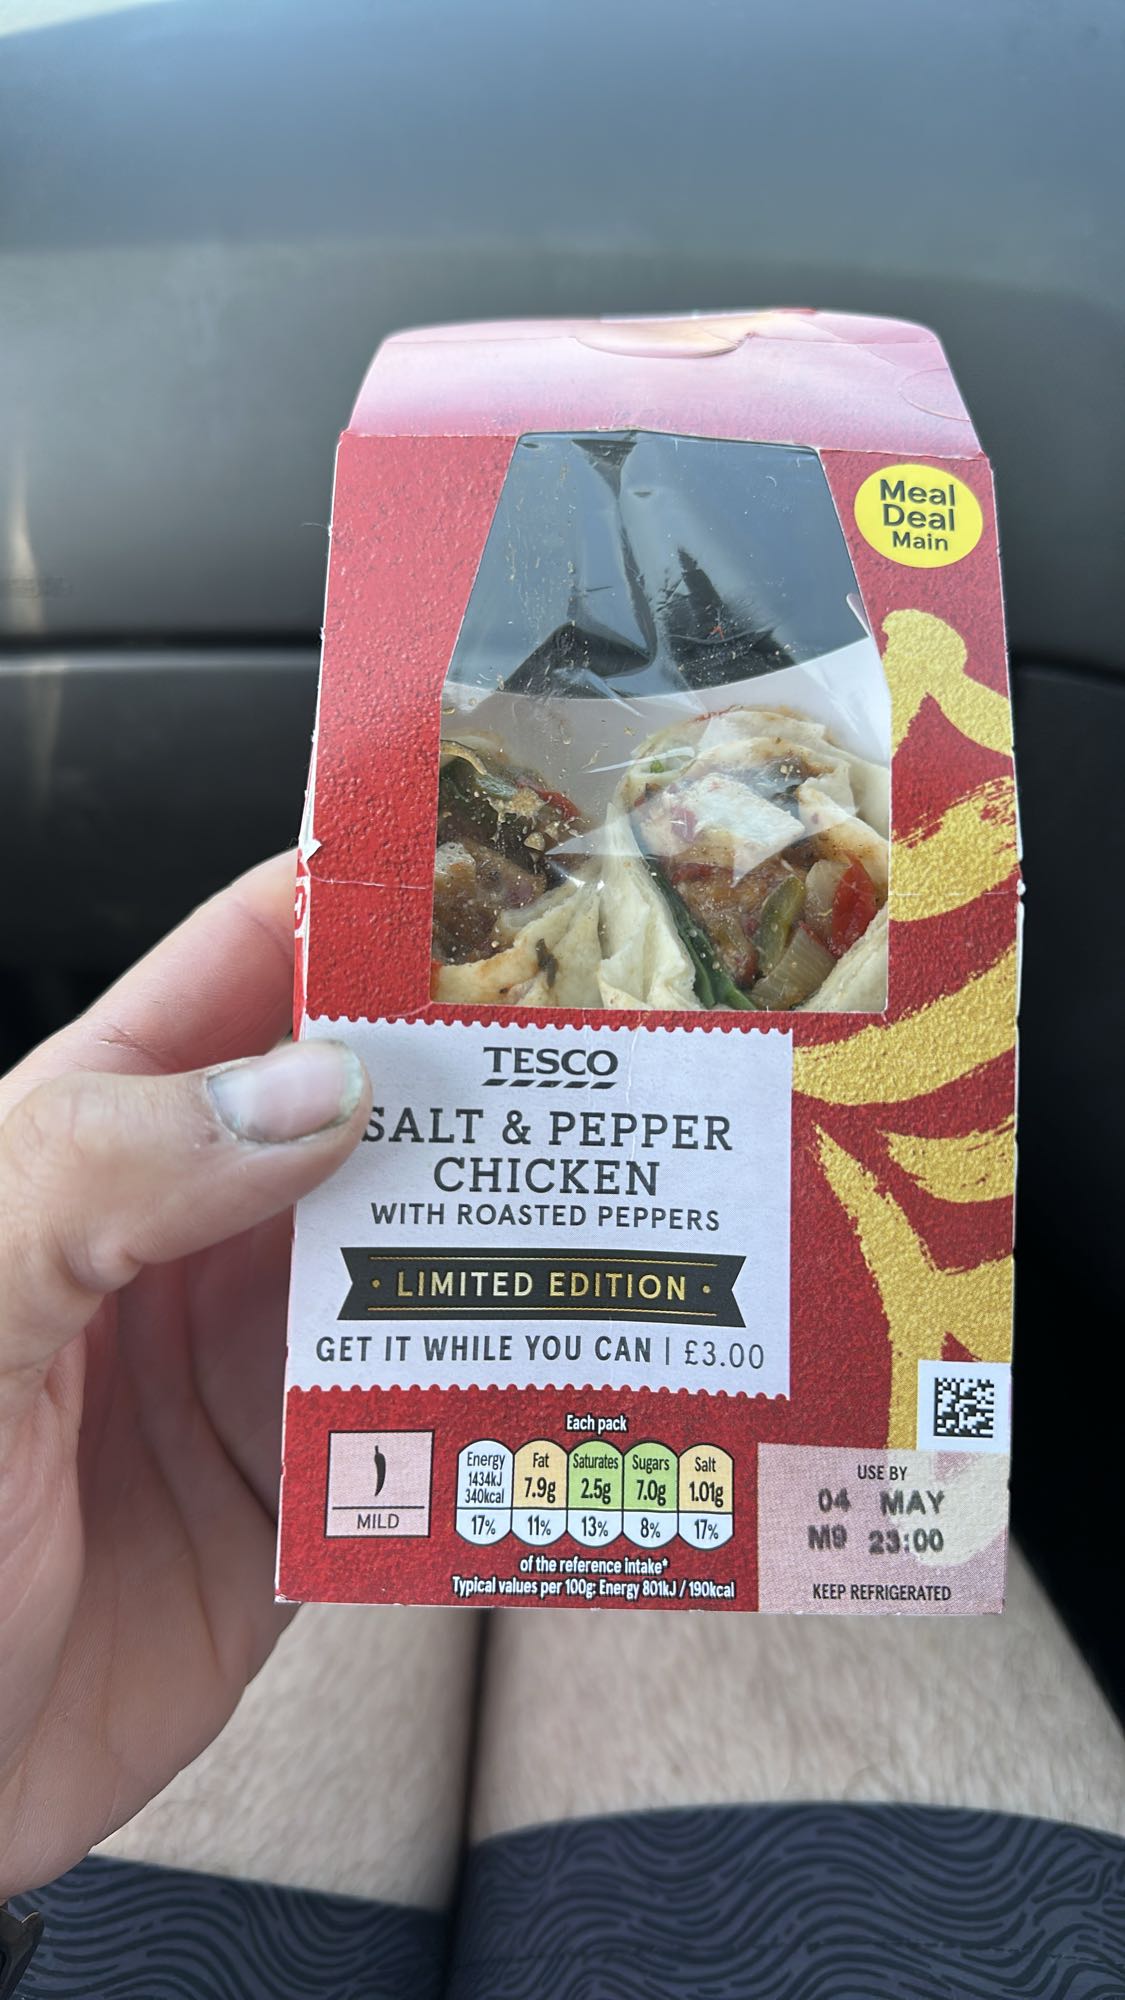 Meal
Deal
Main
TESCO
SALT & PEPPER
CHICKEN
WITH ROASTED PEPPERS
• LIMITED EDITION •
GET IT WHILE YOU CAN | £3.00
Each pack
Energy
1434kJ
340kcal
17%
Fat
7.9g
11%
Saturates
2.5g
13%
Sugars
7.0g
8%
Salt
1.01g
17%
of the reference intake*
Typical values per 100g: Energy 801kJ / 190kcal
MILD
USE BY
04 MAY
M9 23:00
KEEP REFRIGERATED